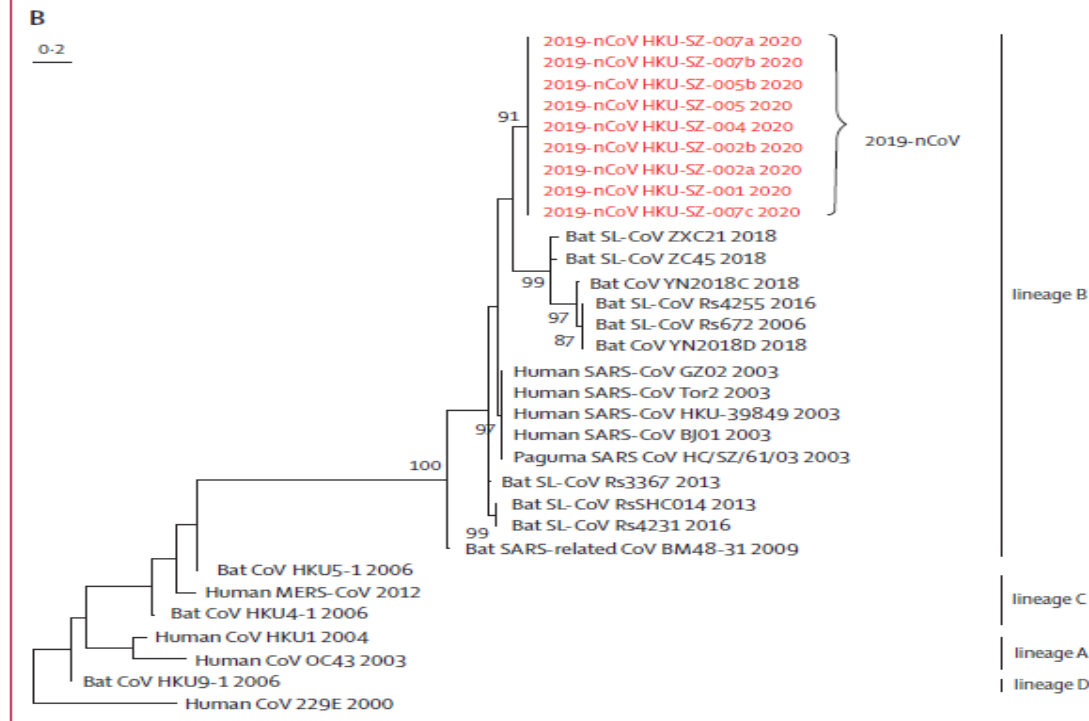 B
0·2
2019-nCoV HKU-SZ-007a 2020
2019-nCoV HKU-SZ-007b 2020
2019-nCoV HKU-SZ-005b 2020
2019-nCoV HKU-SZ-005 2020
91
2019-nCoV HKU-SZ-004 2020
2019-nCoV
2019-nCoV HKU-SZ-002b 2020
2019-nCoV HKU-SZ-002a 2020
2019-nCoV HKU-SZ-001 2020
2019-nCoV HKU-SZ-007c 2020
Bat SL-CoV ZXC21 2018
Bat SL-CoV ZC45 2018
99
Bat CoV YN2018C 2018
lineage B
Bat SL-CoV Rs4255 2016
97
Bat SL-CoV Rs672 2006
87
Bat CoV YN2018D 2018
Human SARS-CoV GZ02 2003
Human SARS-CoV Tor2 2003
Human SARS-CoV HKU-39849 2003
97
Human SARS-CoV BJ01 2003
Paguma SARS CoV HC/SZ/61/03 2003
100
Bat SL-CoV Rs3367 2013
Bat SL-CoV RsSHC014 2013
Bat SL-CoV Rs4231 2016
99
Bat SARS-related CoV BM48-31 2009
Bat CoV HKU5-1 2006
Human MERS-CoV 2012
lineage C
Bat CoV HKU4-1 2006
Human CoV HKU1 2004
Human CoV OC43 2003
lineage A
Bat CoV HKU9-1 2006
lineage D
Human CoV 229E 2000